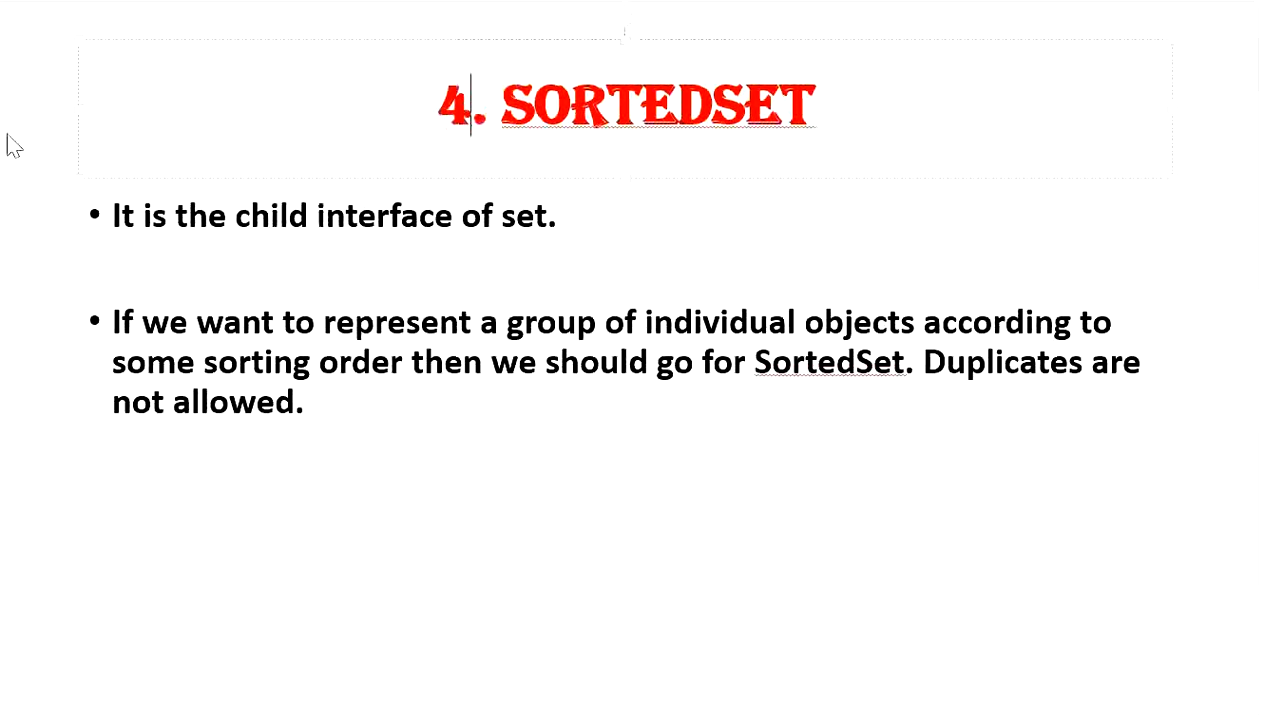 4. SORTEDSET
• It is the child interface of set.
• If we want to represent a group of individual objects according to
some sorting order then we should go for SortedSet. Duplicates are
not allowed.